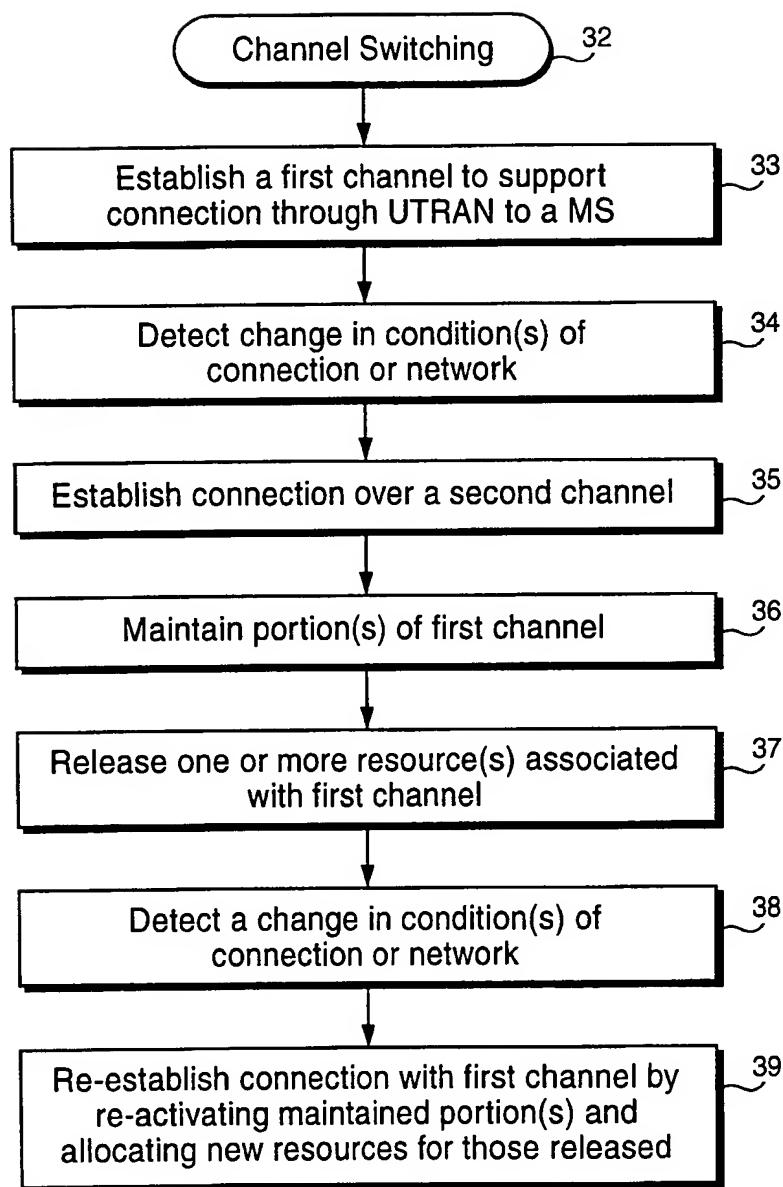 Channel Switching
32
Establish a first channel to support
connection through UTRAN to a MS
33
Detect change in condition(s) of
connection or network
34
Establish connection over a second channel
35
Maintain portion(s) of first channel
36
Release one or more resource(s) associated
with first channel
37
Detect a change in condition(s) of
connection or network
38
Re-establish connection with first channel by
re-activating maintained portion(s) and
allocating new resources for those released
39